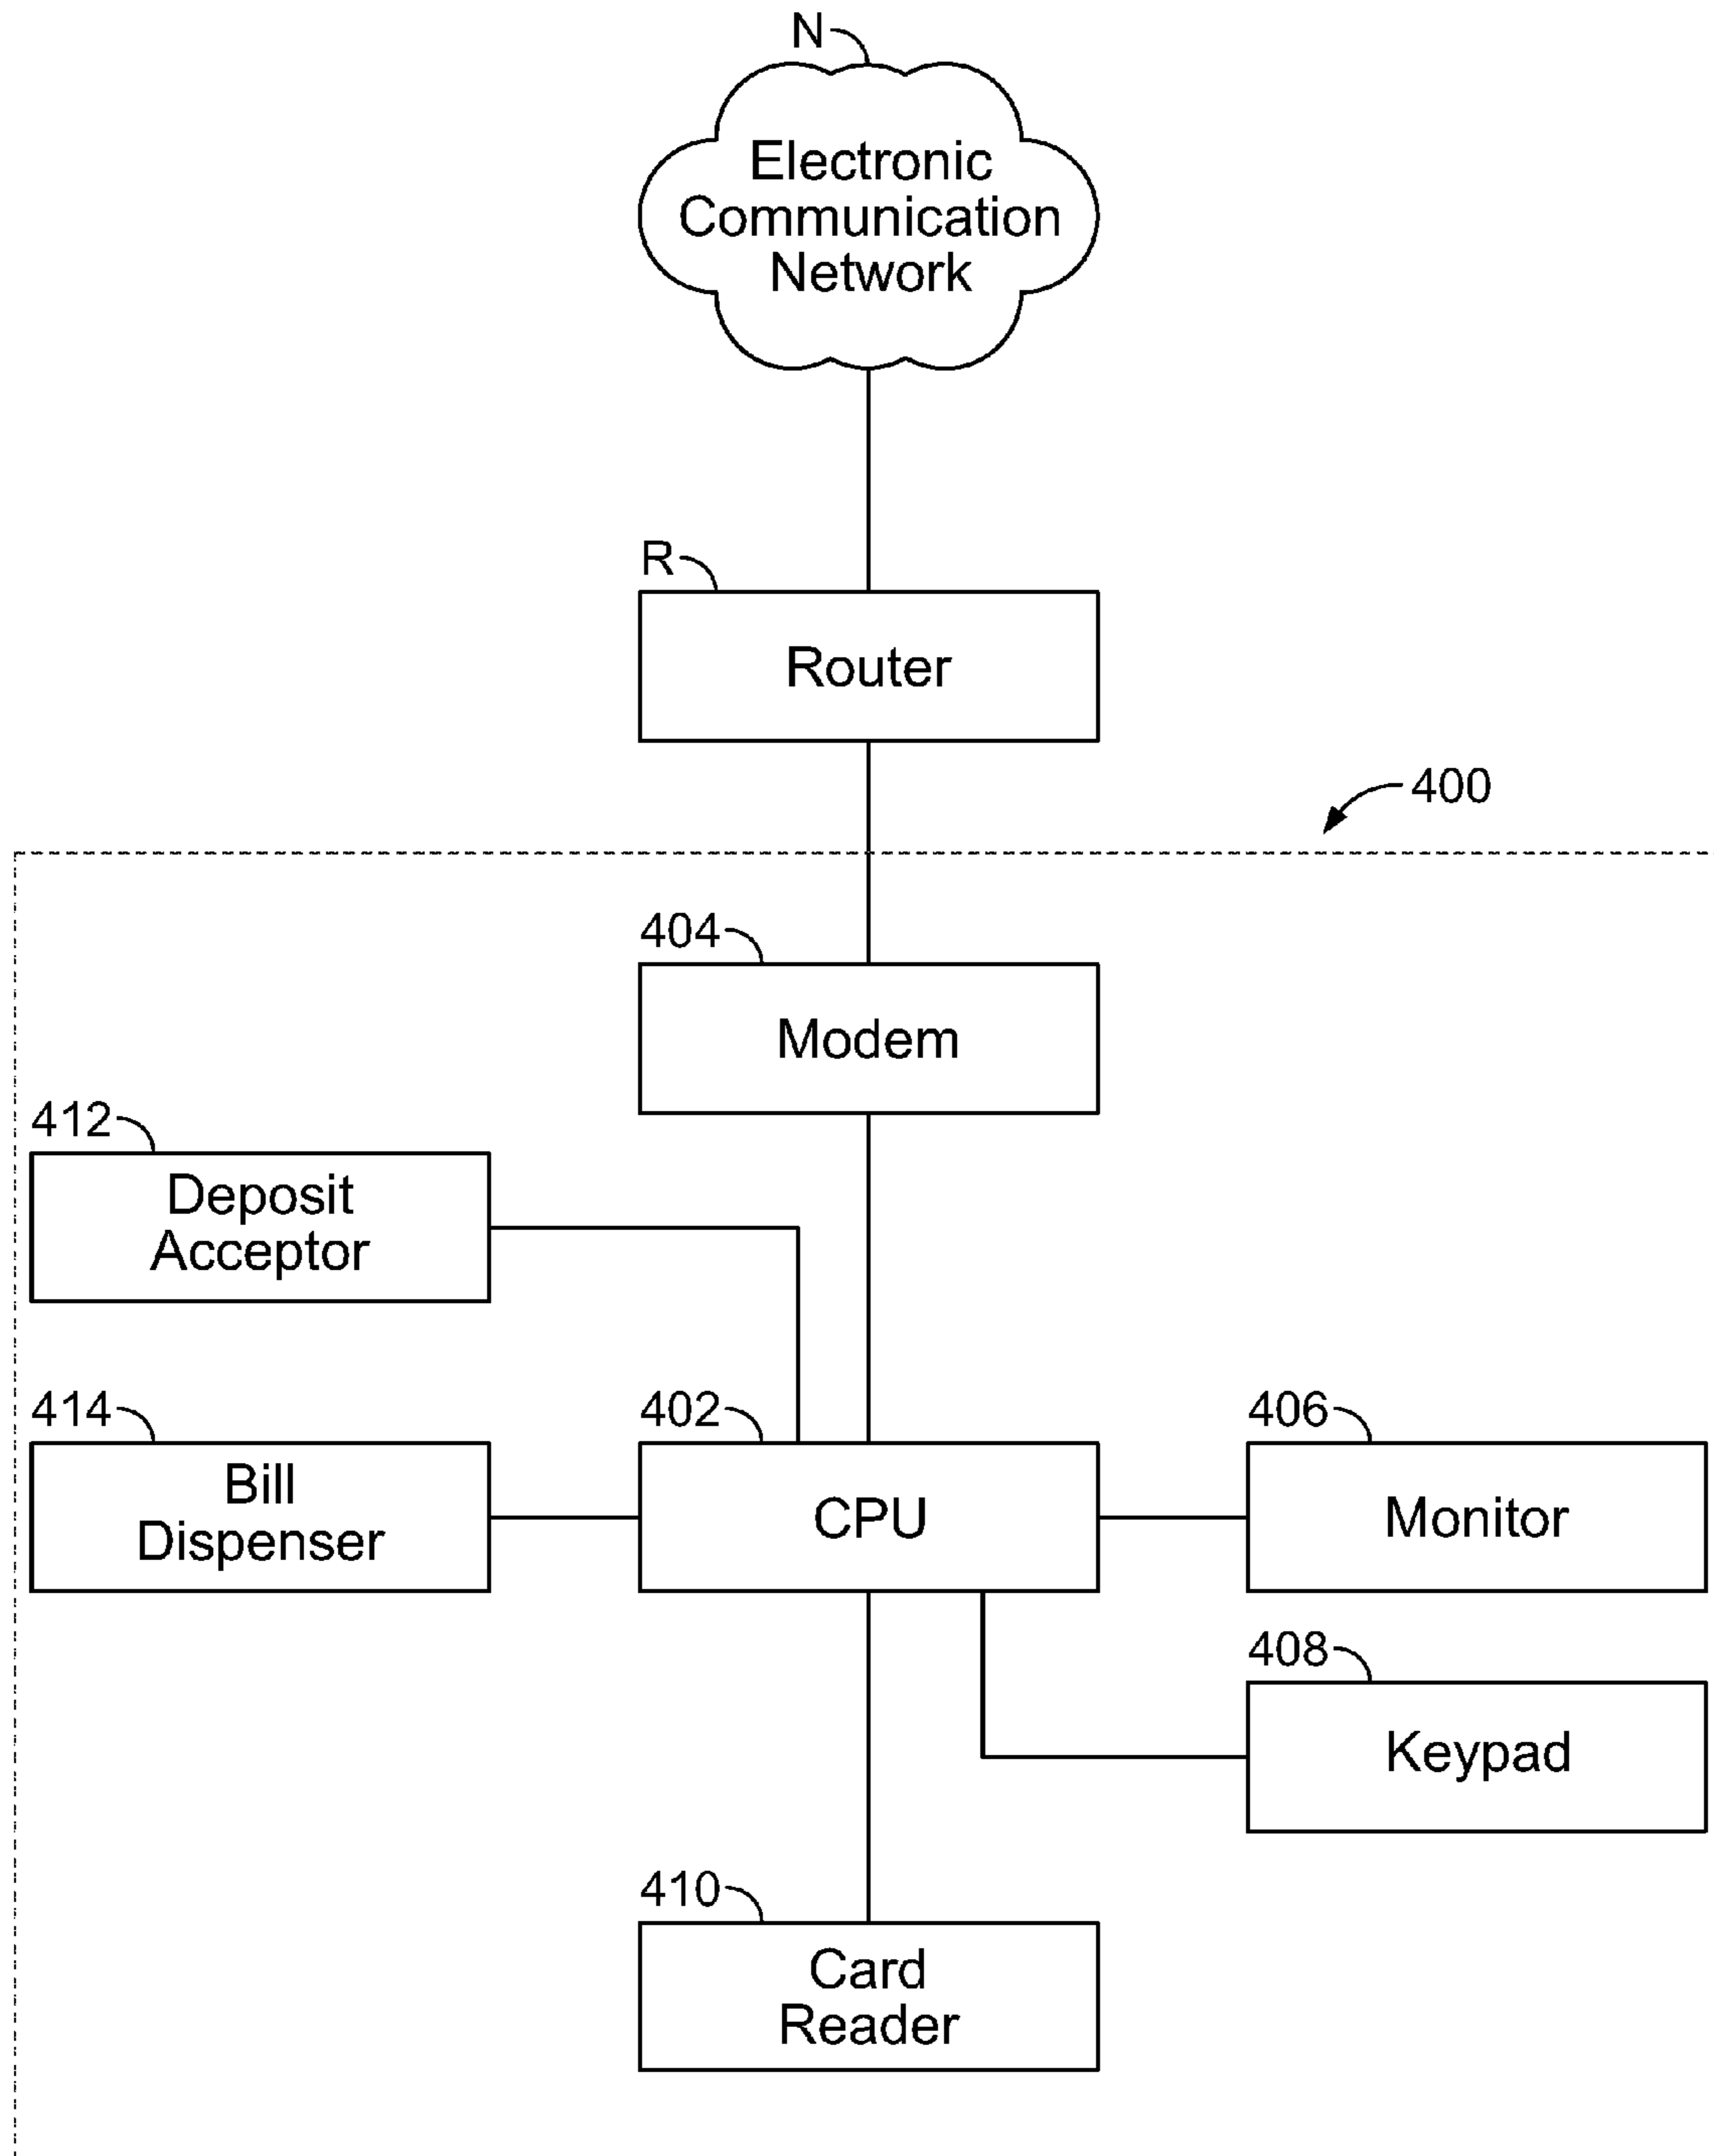 N
Electronic
Communication
Network
R
Router
400
404
Modem
412
Deposit
Acceptor
414
Bill
Dispenser
402
CPU
406
Monitor
408
Keypad
410
Card
Reader